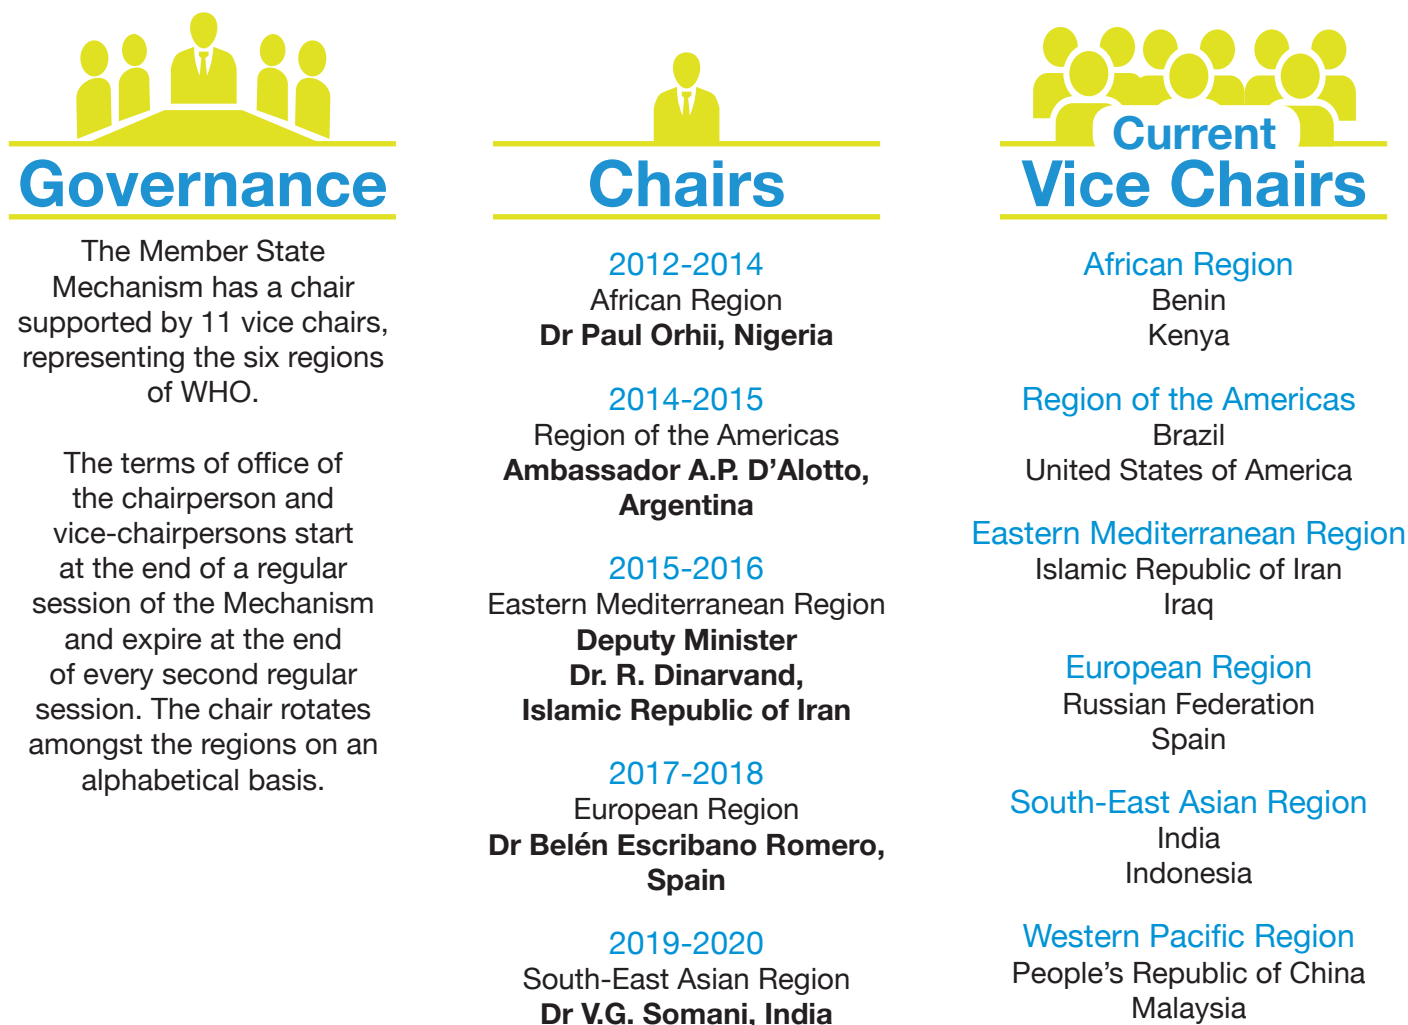 Governance
The Member State
Mechanism has a chair
supported by 11 vice chairs,
representing the six regions
of WHO.
The terms of office of
the chairperson and
vice-chairpersons start
at the end of a regular
session of the Mechanism
and expire at the end
of every second regular
session. The chair rotates
amongst the regions on an
alphabetical basis.
Chairs
2012-2014
African Region
Dr Paul Orhii, Nigeria
2014-2015
Region of the Americas
Ambassador A.P. D’Alotto,
Argentina
2015-2016
Eastern Mediterranean Region
Deputy Minister
Dr. R. Dinarvand,
Islamic Republic of Iran
2017-2018
European Region
Dr Belén Escribano Romero,
Spain
2019-2020
South-East Asian Region
Dr V.G. Somani, India
Current
Vice Chairs
African Region
Benin
Kenya
Region of the Americas
Brazil
United States of America
Eastern Mediterranean Region
Islamic Republic of Iran
Iraq
European Region
Russian Federation
Spain
South-East Asian Region
India
Indonesia
Western Pacific Region
People’s Republic of China
Malaysia